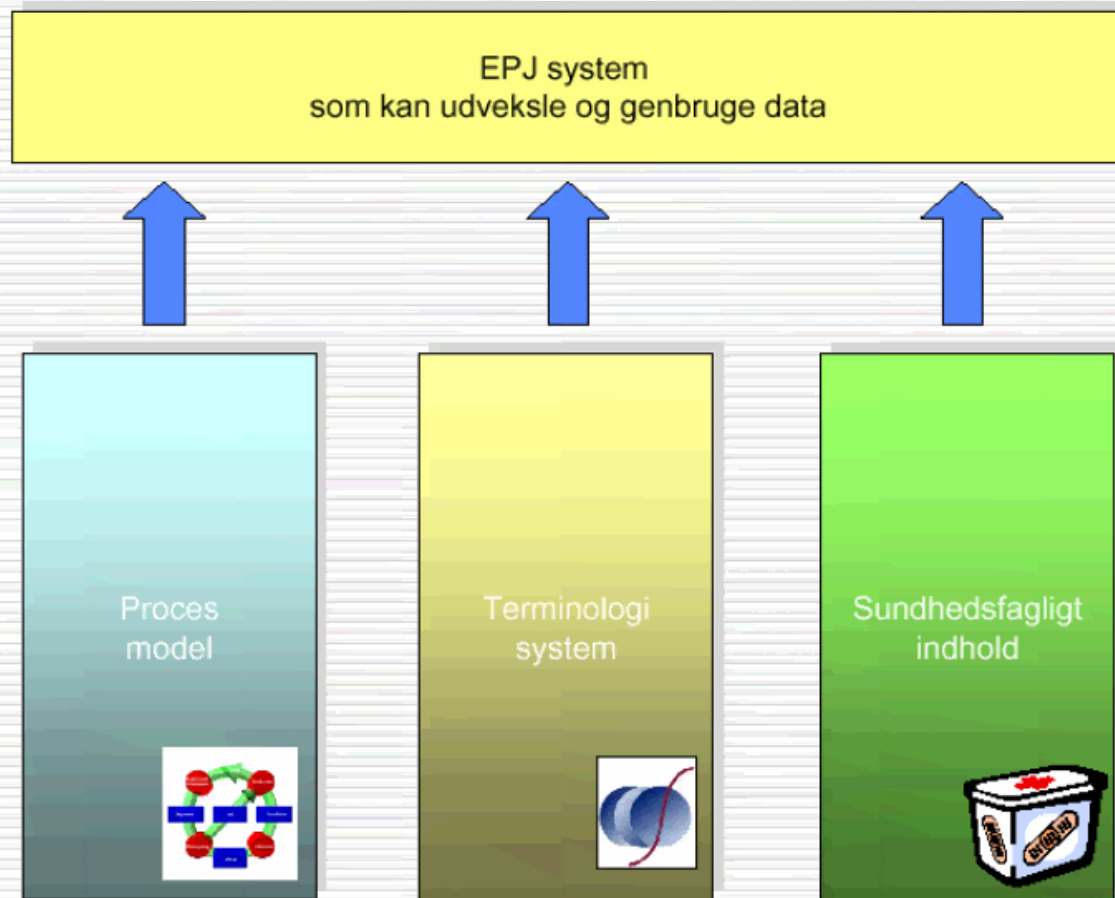 EPJ system
som kan udveksle og genbruge data
Proces
model
Terminologi
system
Sundhedsfagligt
indhold